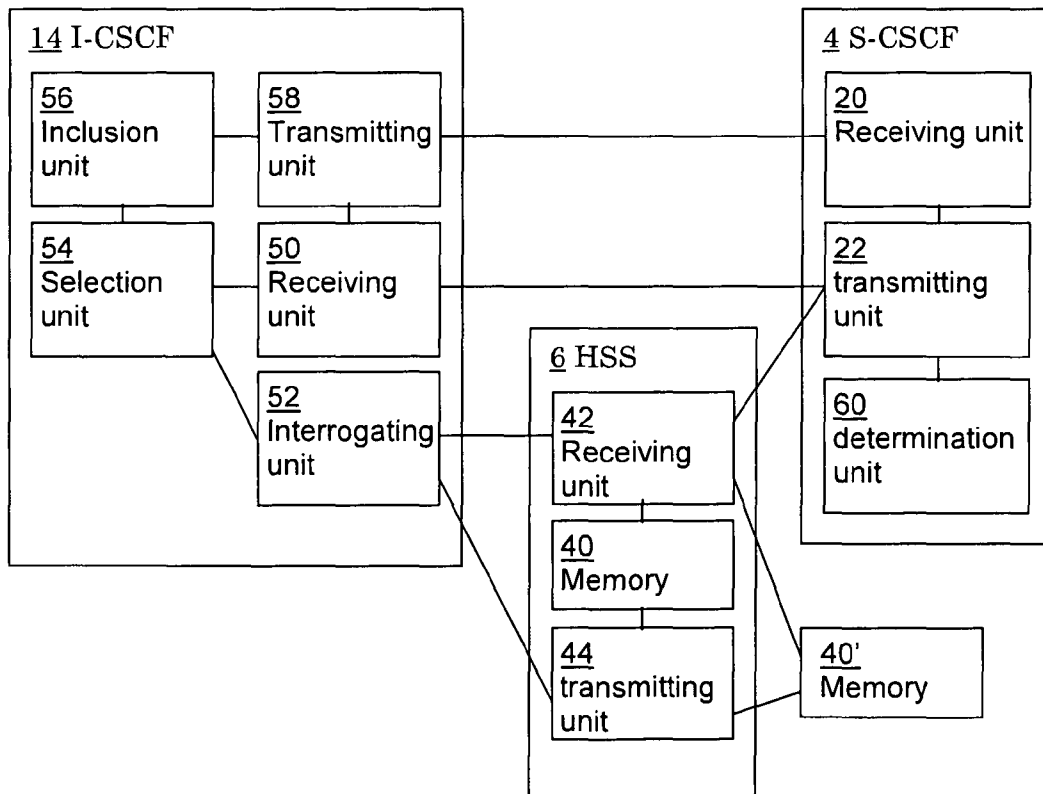 14 I-CSCF
56
Inclusion
unit
58
Transmitting
unit
54
Selection
unit
50
Receiving
unit
52
Interrogating
unit
6 HSS
42
Receiving
unit
40
Memory
44
transmitting
unit
4 S-CSCF
20
Receiving unit
22
transmitting
unit
60
determination
unit
40'
Memory